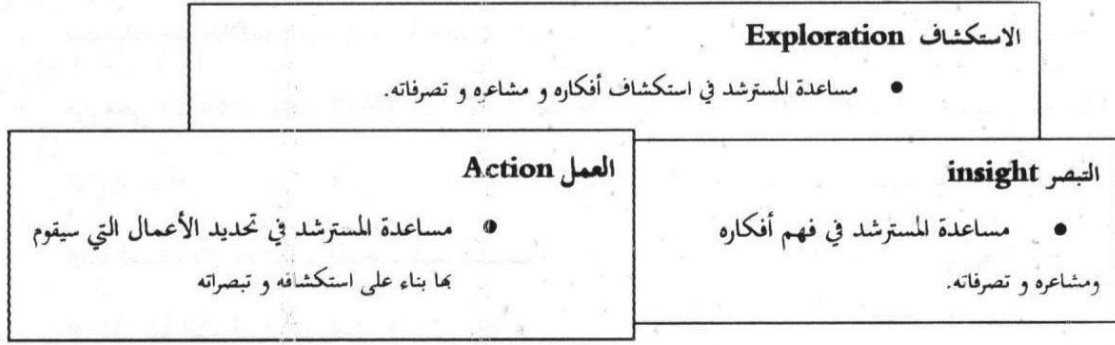 الاستكشاف Exploration
● مساعدة المسترشد في استكشاف أفكاره و مشاعره و تصرفاته.
التبصر insight
● مساعدة المسترشد في فهم أفكاره
ومشاعره و تصرفاته.
العمل Action
● مساعدة المسترشد في تحديد الأعمال التي سيقوم
بها بناء على استكشافه و تبصراته